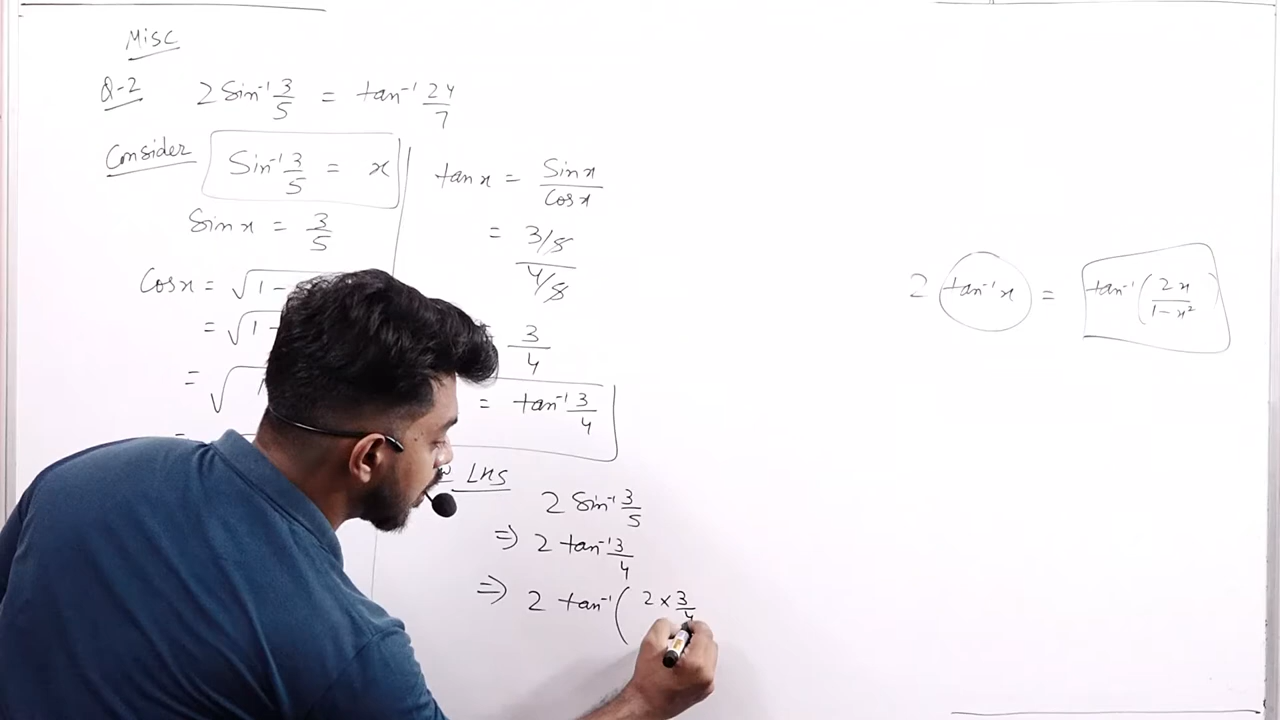 Misc
Q-2 2 Sin⁻¹ 3/5 = tan⁻¹ 24/7
Consider Sin⁻¹ 3/5 = x
Sin x = 3/5
Cos x = √1 -
= √1 -
= √
tan x = Sin x / Cos x
= 3/5 / 4/5
3/4
= tan⁻¹ 3/4
LHS
2 Sin⁻¹ 3/5
⇒ 2 tan⁻¹ 3/4
⇒ 2 tan⁻¹ ( 2 × 3/4
2 tan⁻¹ x = tan⁻¹ ( 2x / 1 - x² )